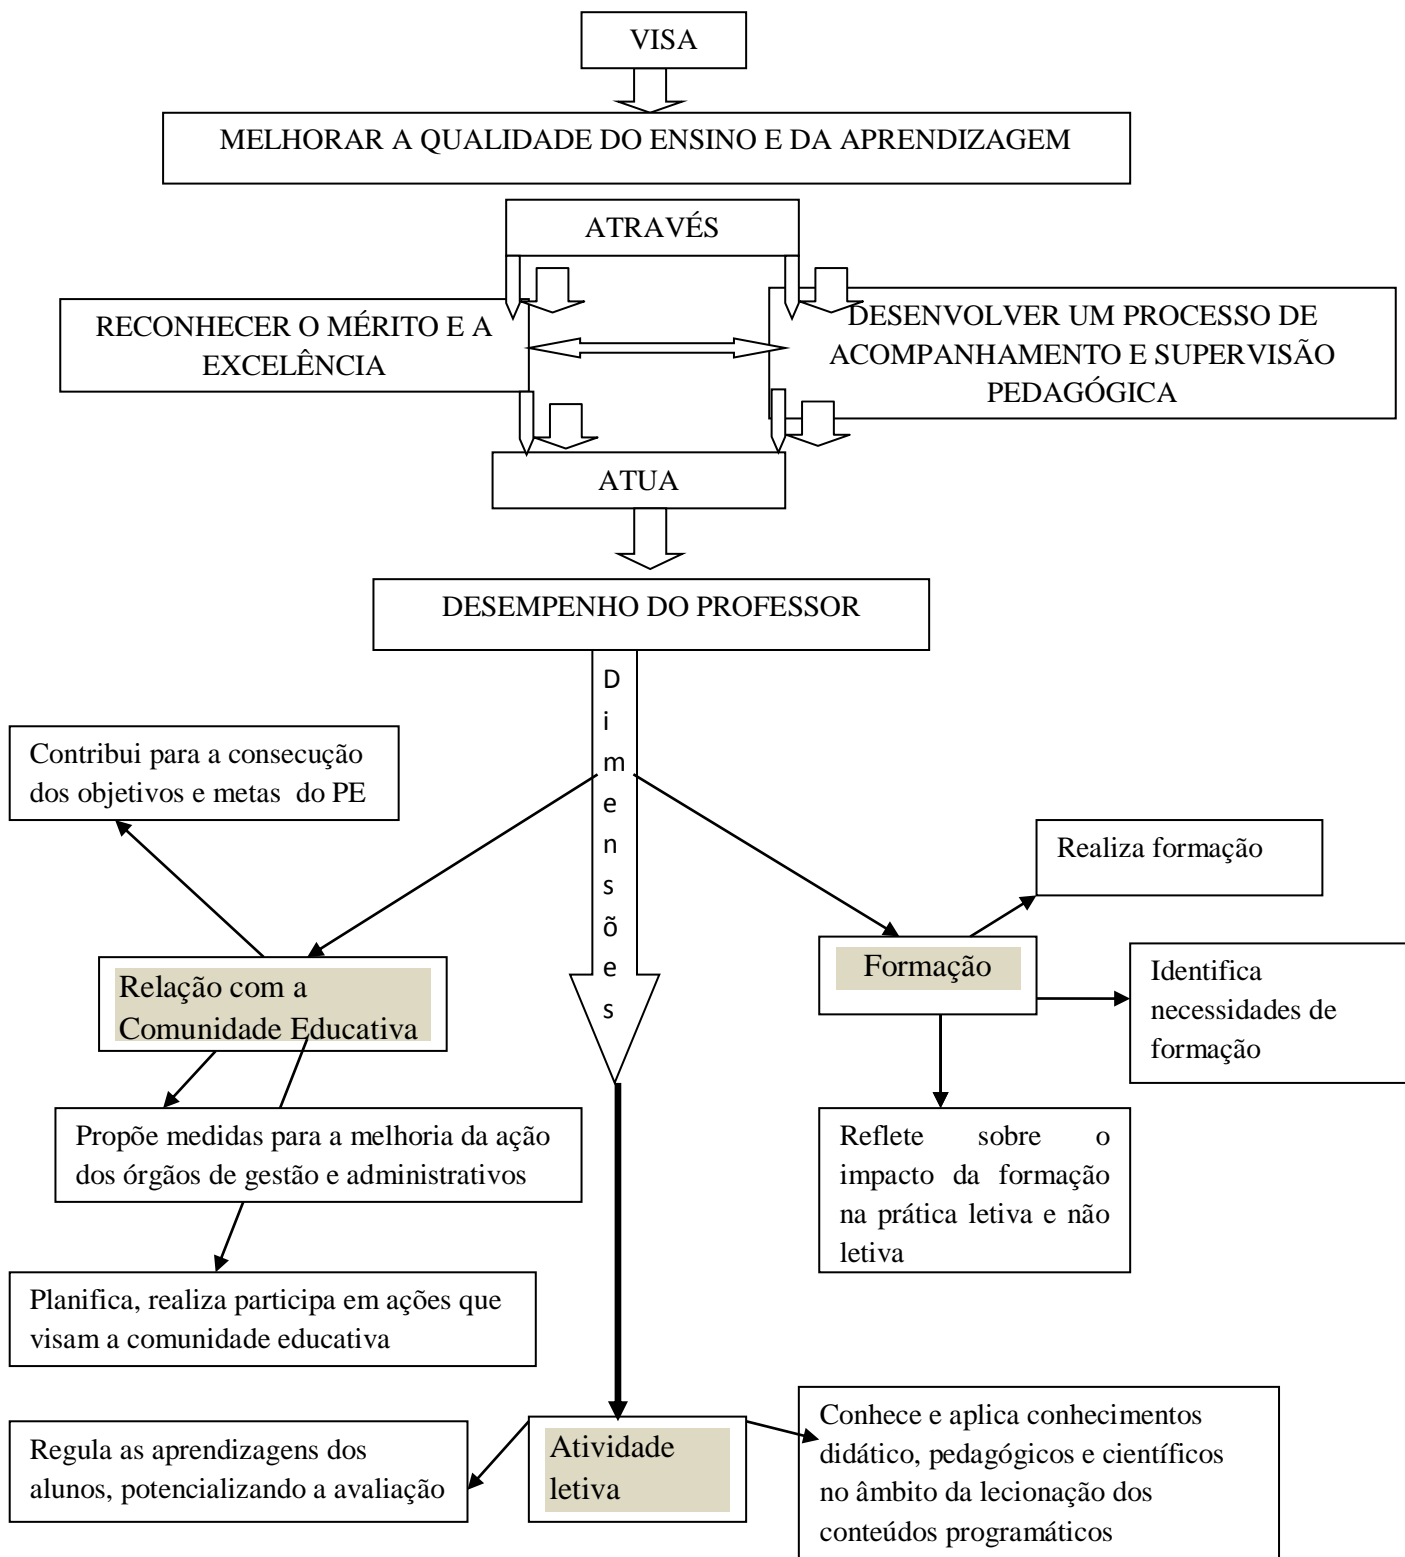 VISA
MELHORAR A QUALIDADE DO ENSINO E DA APRENDIZAGEM
ATRAVÉS
RECONHECER O MÉRITO E A
EXCELÊNCIA
DESENVOLVER UM PROCESSO DE
ACOMPANHAMENTO E SUPERVISÃO
PEDAGÓGICA
ATUA
DESEMPENHO DO PROFESSOR
Dimensões
Contribui para a consecução
dos objetivos e metas do PE
Realiza formação
Formação
Identifica
necessidades de
formação
Relação com a
Comunidade Educativa
Propõe medidas para a melhoria da ação
dos órgãos de gestão e administrativos
Reflete sobre o
impacto da formação
na prática letiva e não
letiva
Planifica, realiza participa em ações que
visam a comunidade educativa
Regula as aprendizagens dos
alunos, potencializando a avaliação
Atividade
letiva
Conhece e aplica conhecimentos
didático, pedagógicos e científicos
no âmbito da lecionação dos
conteúdos programáticos